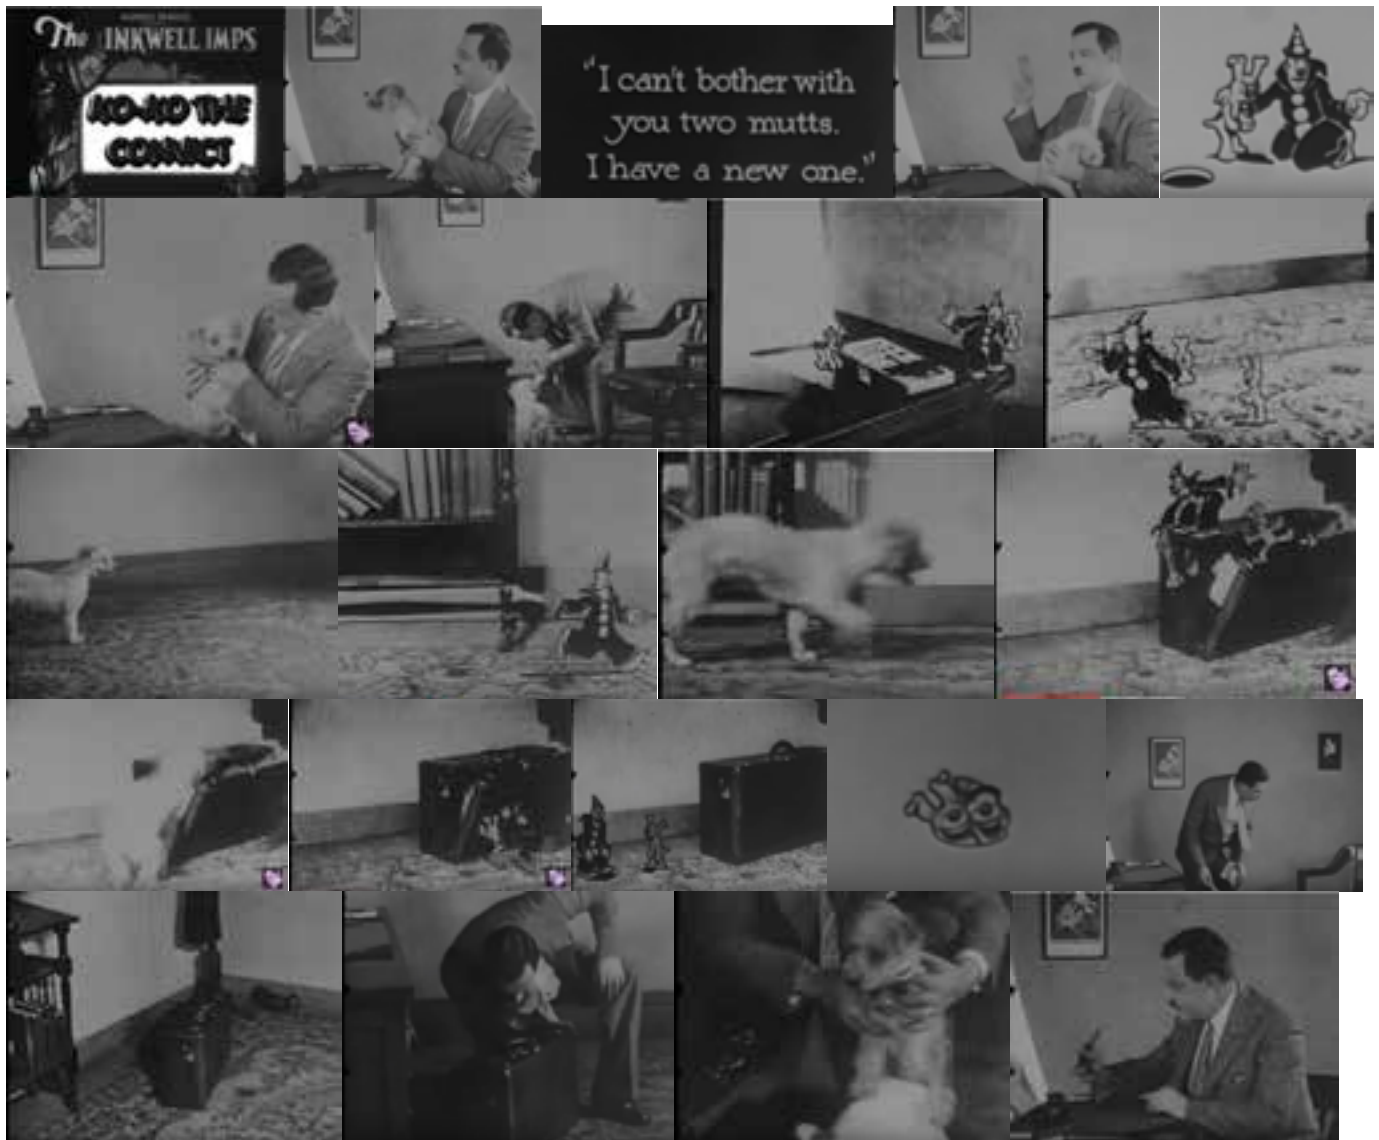 The INKWELL IMPS
KO-KO THE
CONVICT
"I can't bother with
you two mutts.
I have a new one."